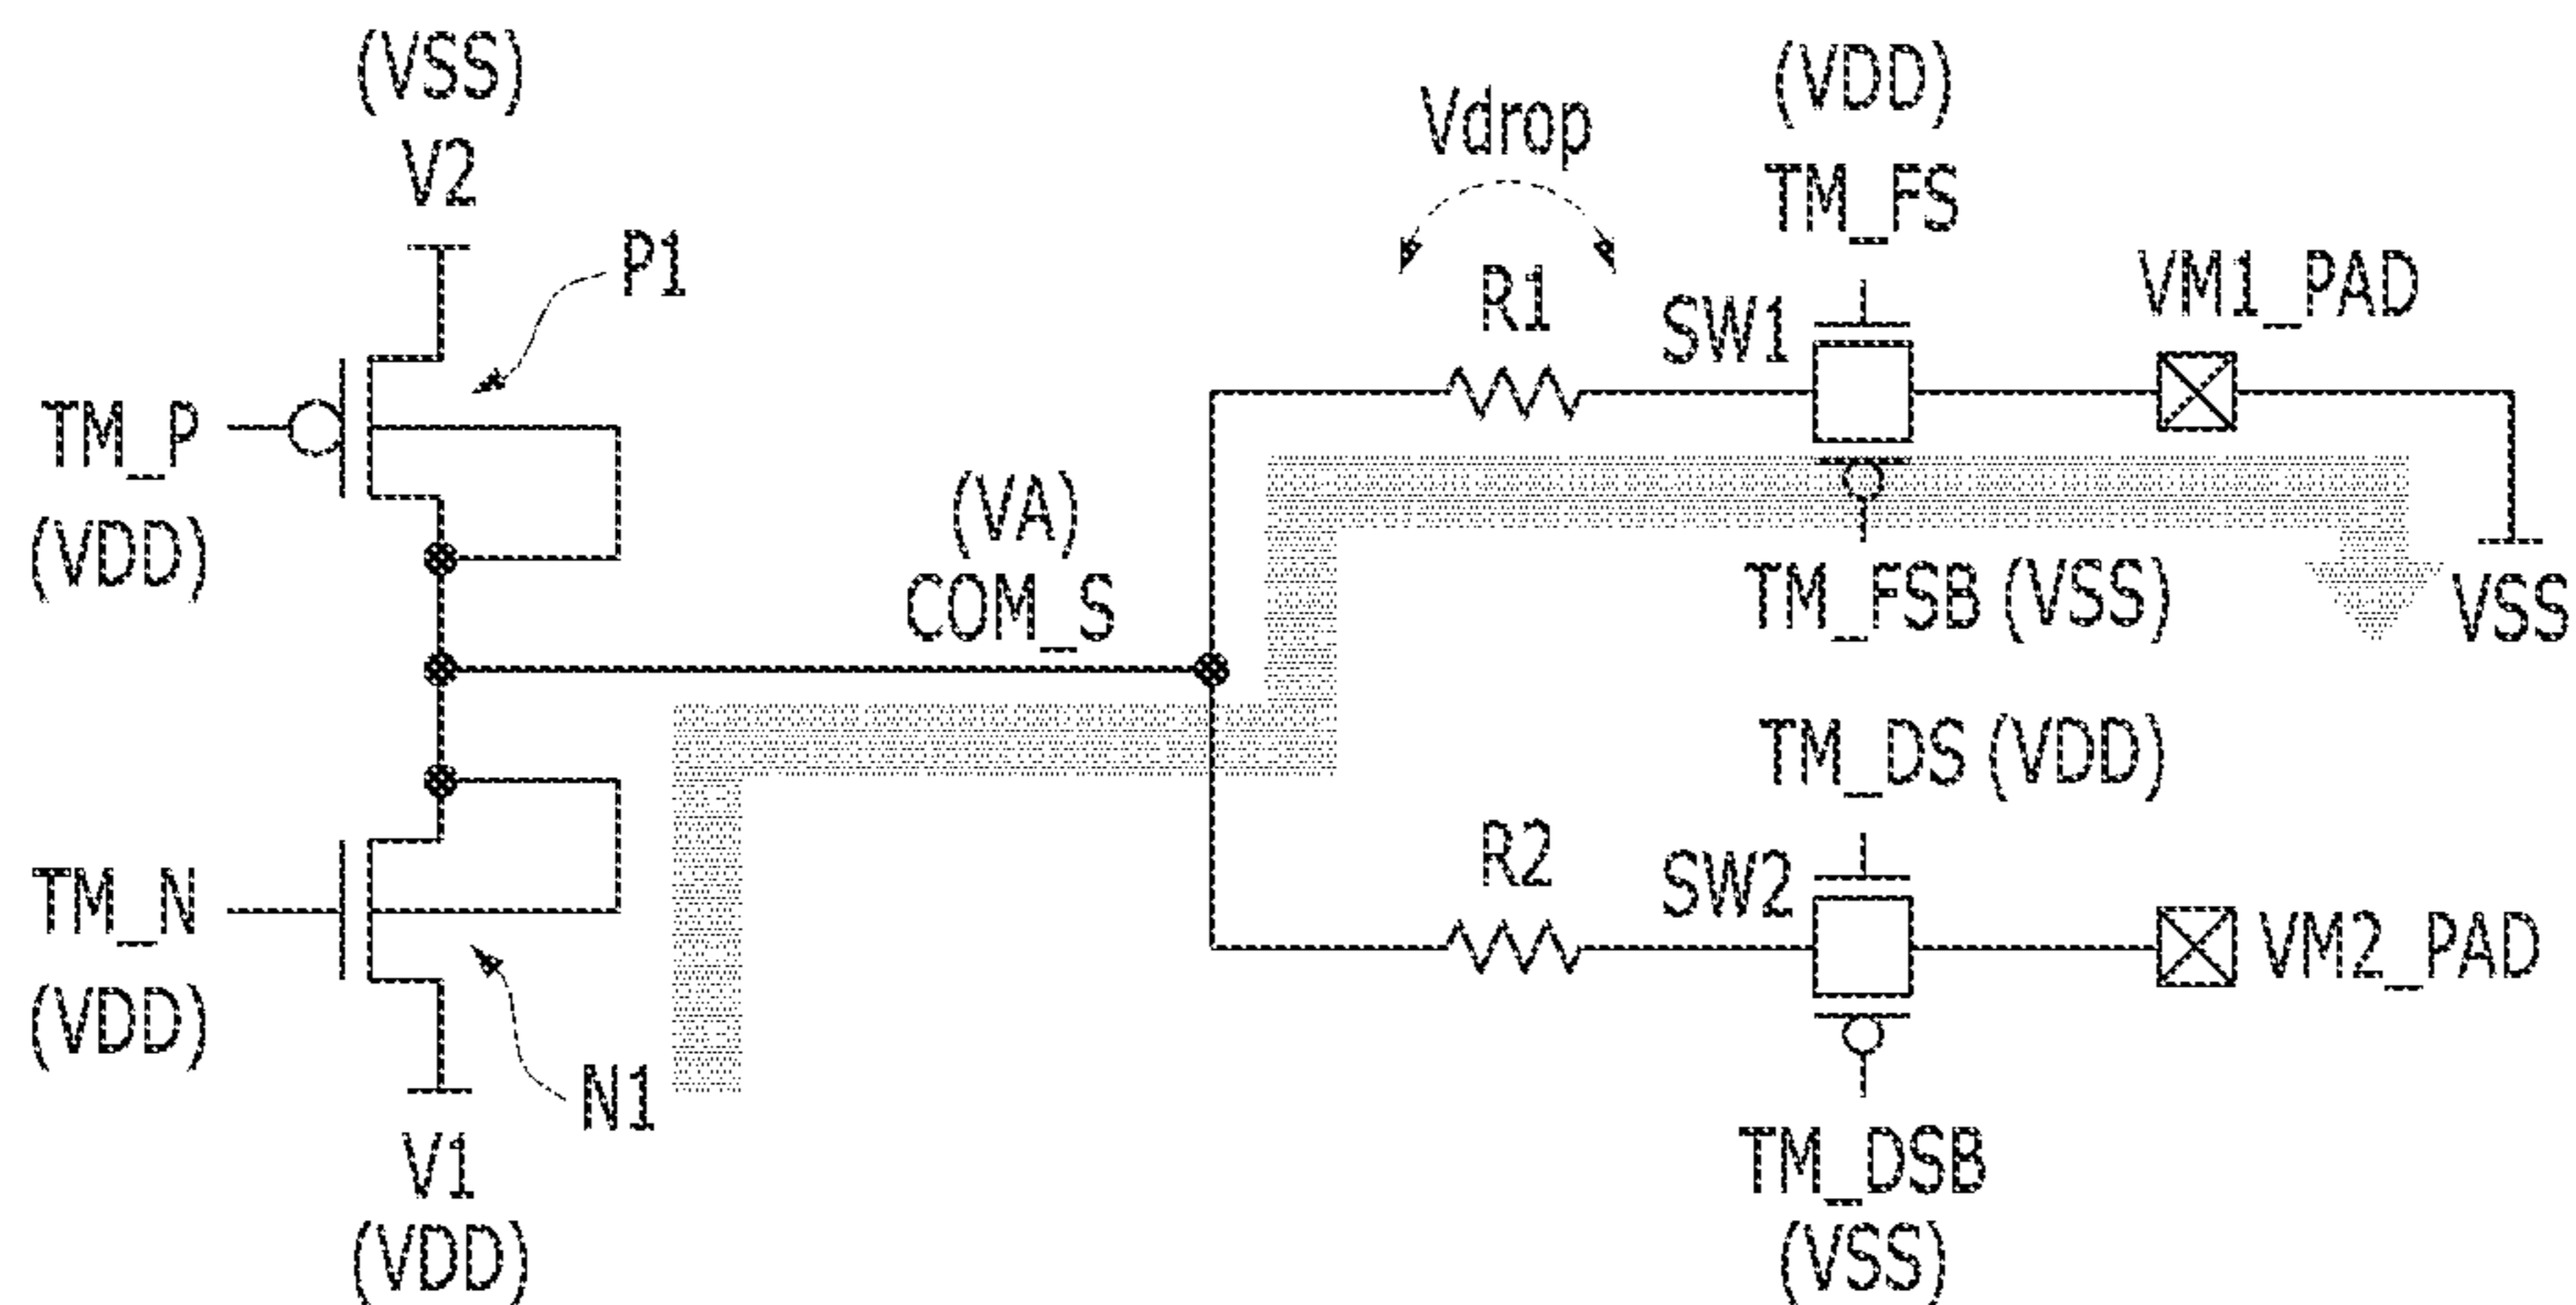 (VSS)
V2
P1
TM_P
(VDD)
(VA)
COM_S
TM_N
(VDD)
N1
V1
(VDD)
Vdrop
R1
(VDD)
TM_FS
SW1
VM1_PAD
TM_FSB (VSS)
VSS
TM_DS (VDD)
R2
SW2
VM2_PAD
TM_DSB
(VSS)